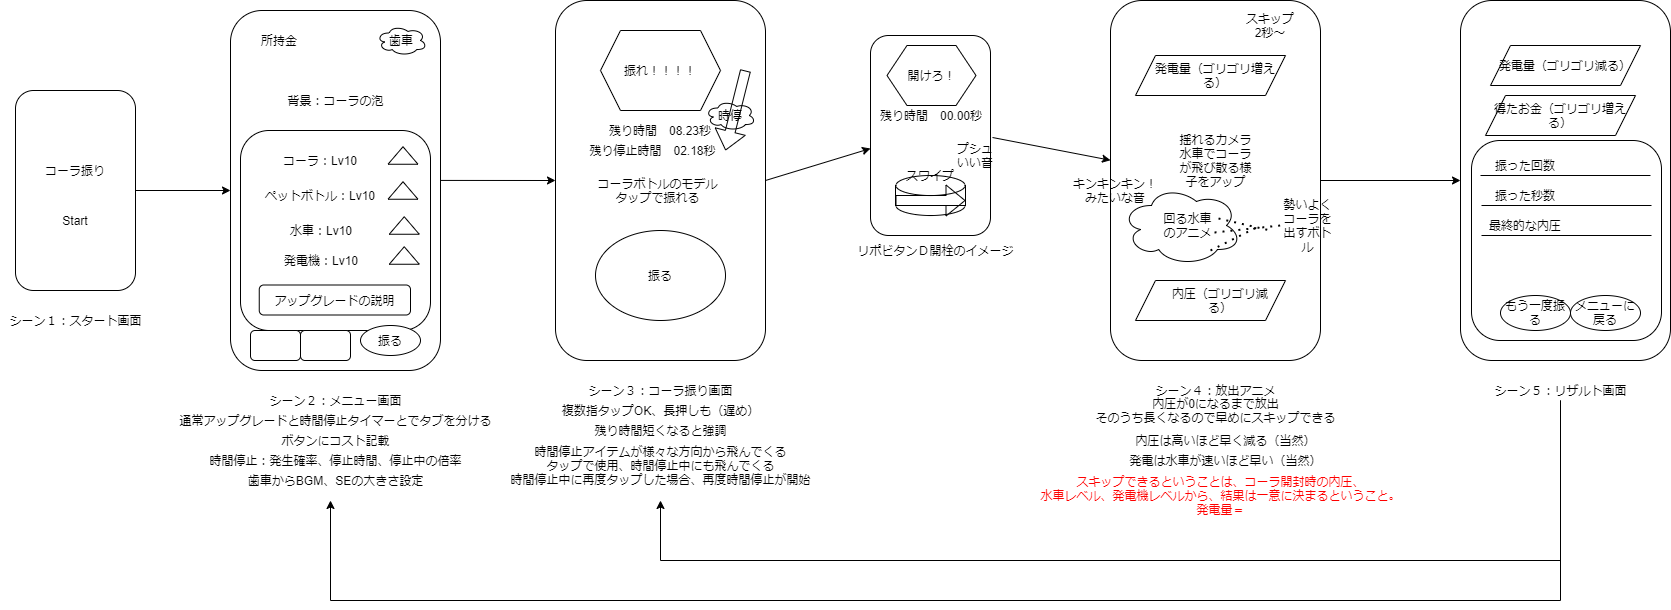 コーラ振り
Start
シーン１：スタート画面
所持金
歯車
背景：コーラの泡
コーラ：Lv10
ペットボトル：Lv10
水車：Lv10
発電機：Lv10
アップグレードの説明
振る
シーン２：メニュー画面
通常アップグレードと時間停止タイマーとでタブを分ける
ボタンにコスト記載
時間停止：発生確率、停止時間、停止中の倍率
歯車からBGM、SEの大きさ設定
振れ！！！！
時停
残り時間　08.23秒
残り停止時間　02.18秒
コーラボトルのモデル
タップで振れる
振る
シーン３：コーラ振り画面
複数指タップOK、長押しも（遅め）
残り時間短くなると強調
時間停止アイテムが様々な方向から飛んでくる
タップで使用、時間停止中にも飛んでくる
時間停止中に再度タップした場合、再度時間停止が開始
開けろ！
残り時間　00.00秒
プシュ
いい音
スワイプ
リポビタンＤ開栓のイメージ
スキップ
2秒～
発電量（ゴリゴリ増え
る）
揺れるカメラ
水車でコーラ
が飛び散る様
子をアップ
キンキンキン！
みたいな音
回る水車
のアニメ
勢いよく
コーラを
出すボト
ル
内圧（ゴリゴリ減
る）
シーン４：放出アニメ
内圧が0になるまで放出
そのうち長くなるので早めにスキップできる
内圧は高いほど早く減る（当然）
発電は水車が速いほど早い（当然）
スキップできるということは、コーラ開封時の内圧、
水車レベル、発電機レベルから、結果は一意に決まるということ。
発電量＝
発電量（ゴリゴリ減る）
得たお金（ゴリゴリ増え
る）
振った回数
振った秒数
最終的な内圧
もう一度振
る
メニューに
戻る
シーン５：リザルト画面